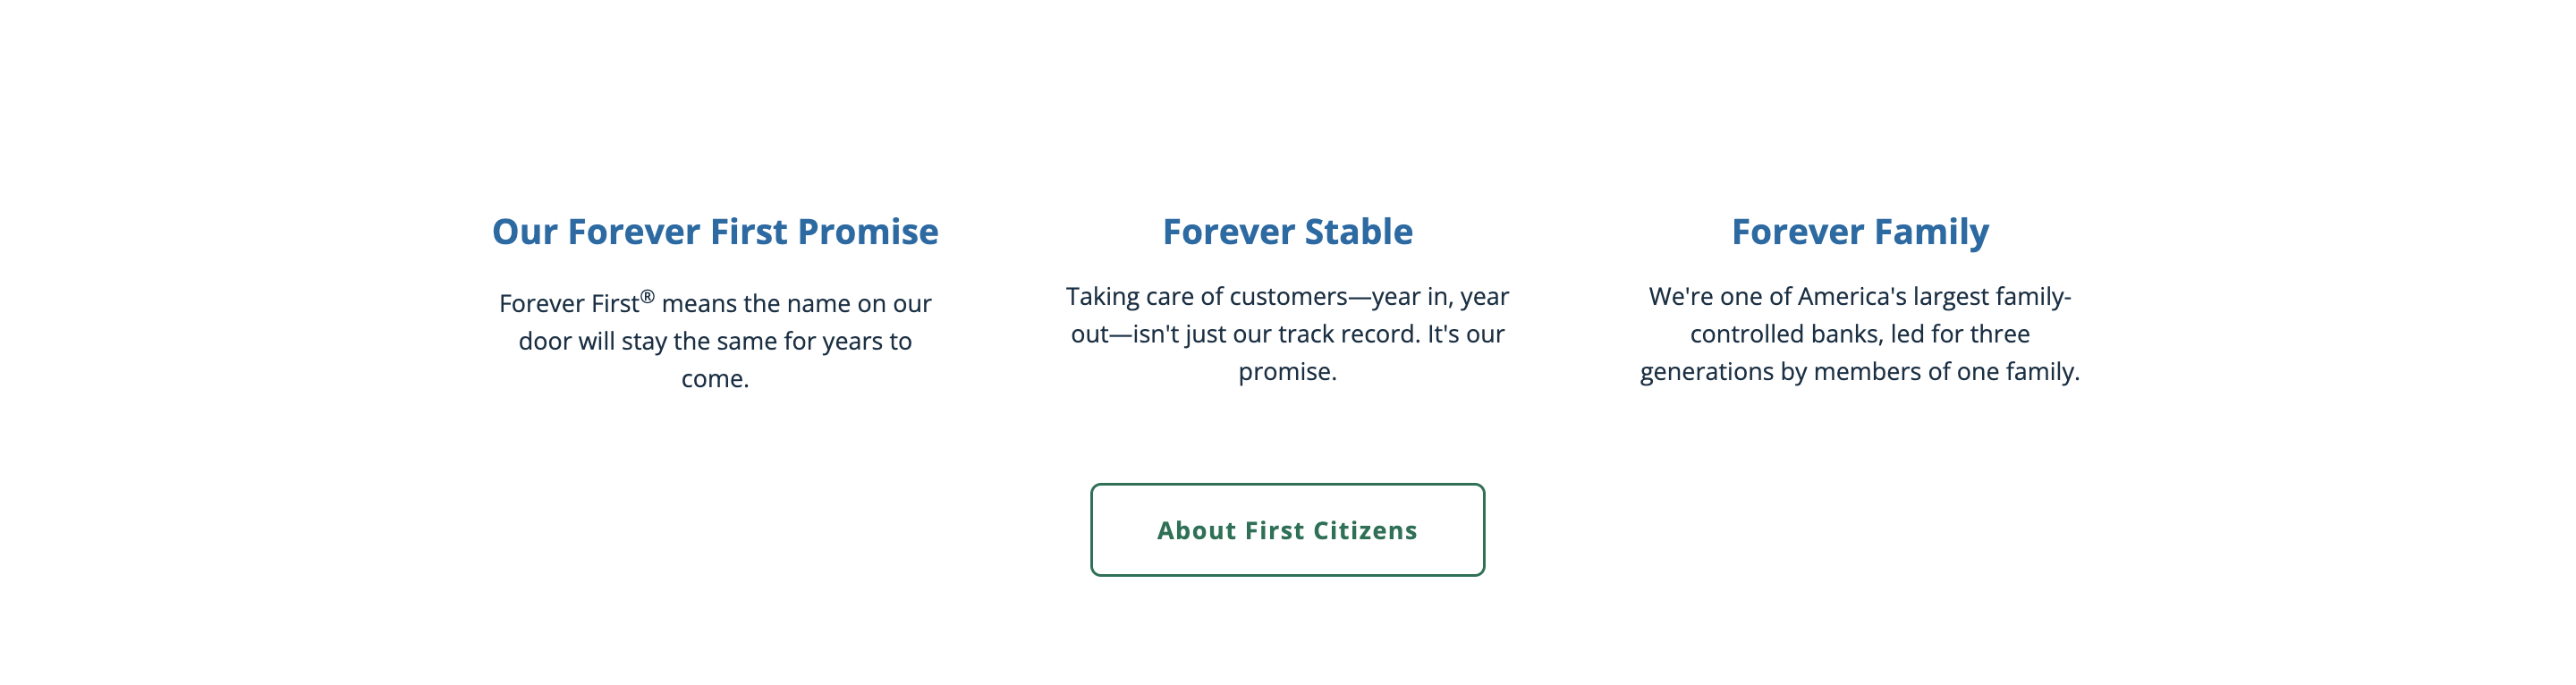 Our Forever First Promise
Forever First® means the name on our
door will stay the same for years to
come.
Forever Stable
Taking care of customers—year in, year
out—isn't just our track record. It's our
promise.
Forever Family
We're one of America's largest family-
controlled banks, led for three
generations by members of one family.
About First Citizens